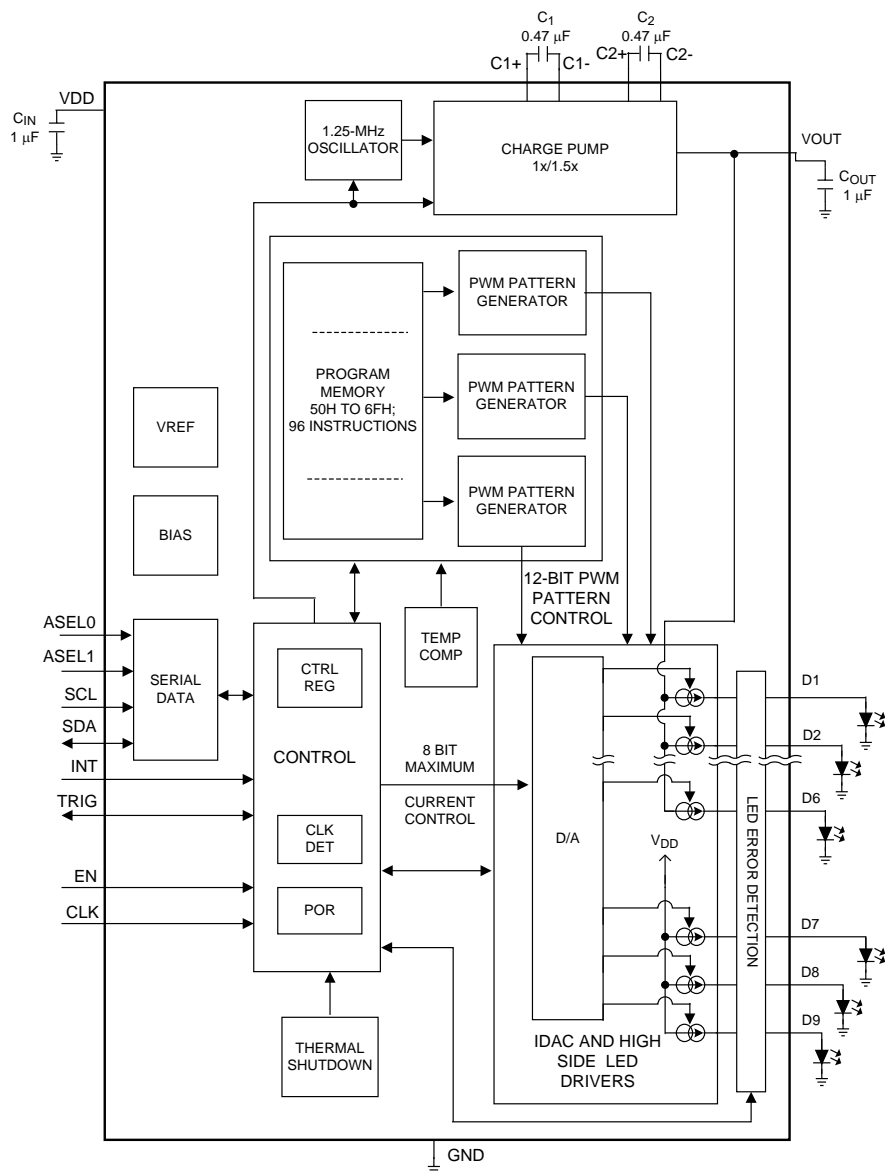 C1
0.47 µF
C2
0.47 µF
C1+
C1-
C2+
C2-
VDD
CIN
1 µF
1.25-MHz
OSCILLATOR
CHARGE PUMP
1x/1.5x
VOUT
COUT
1 µF
PROGRAM
MEMORY
50H TO 6FH;
96 INSTRUCTIONS
PWM PATTERN
GENERATOR
PWM PATTERN
GENERATOR
PWM PATTERN
GENERATOR
VREF
BIAS
12-BIT PWM
PATTERN
CONTROL
TEMP
COMP
ASEL0
ASEL1
SCL
SDA
INT
TRIG
EN
CLK
SERIAL
DATA
CTRL
REG
CONTROL
CLK
DET
POR
8 BIT
MAXIMUM
CURRENT
CONTROL
D/A
VDD
IDAC AND HIGH
SIDE LED
DRIVERS
LED ERROR DETECTION
D1
D2
D6
D7
D8
D9
THERMAL
SHUTDOWN
GND